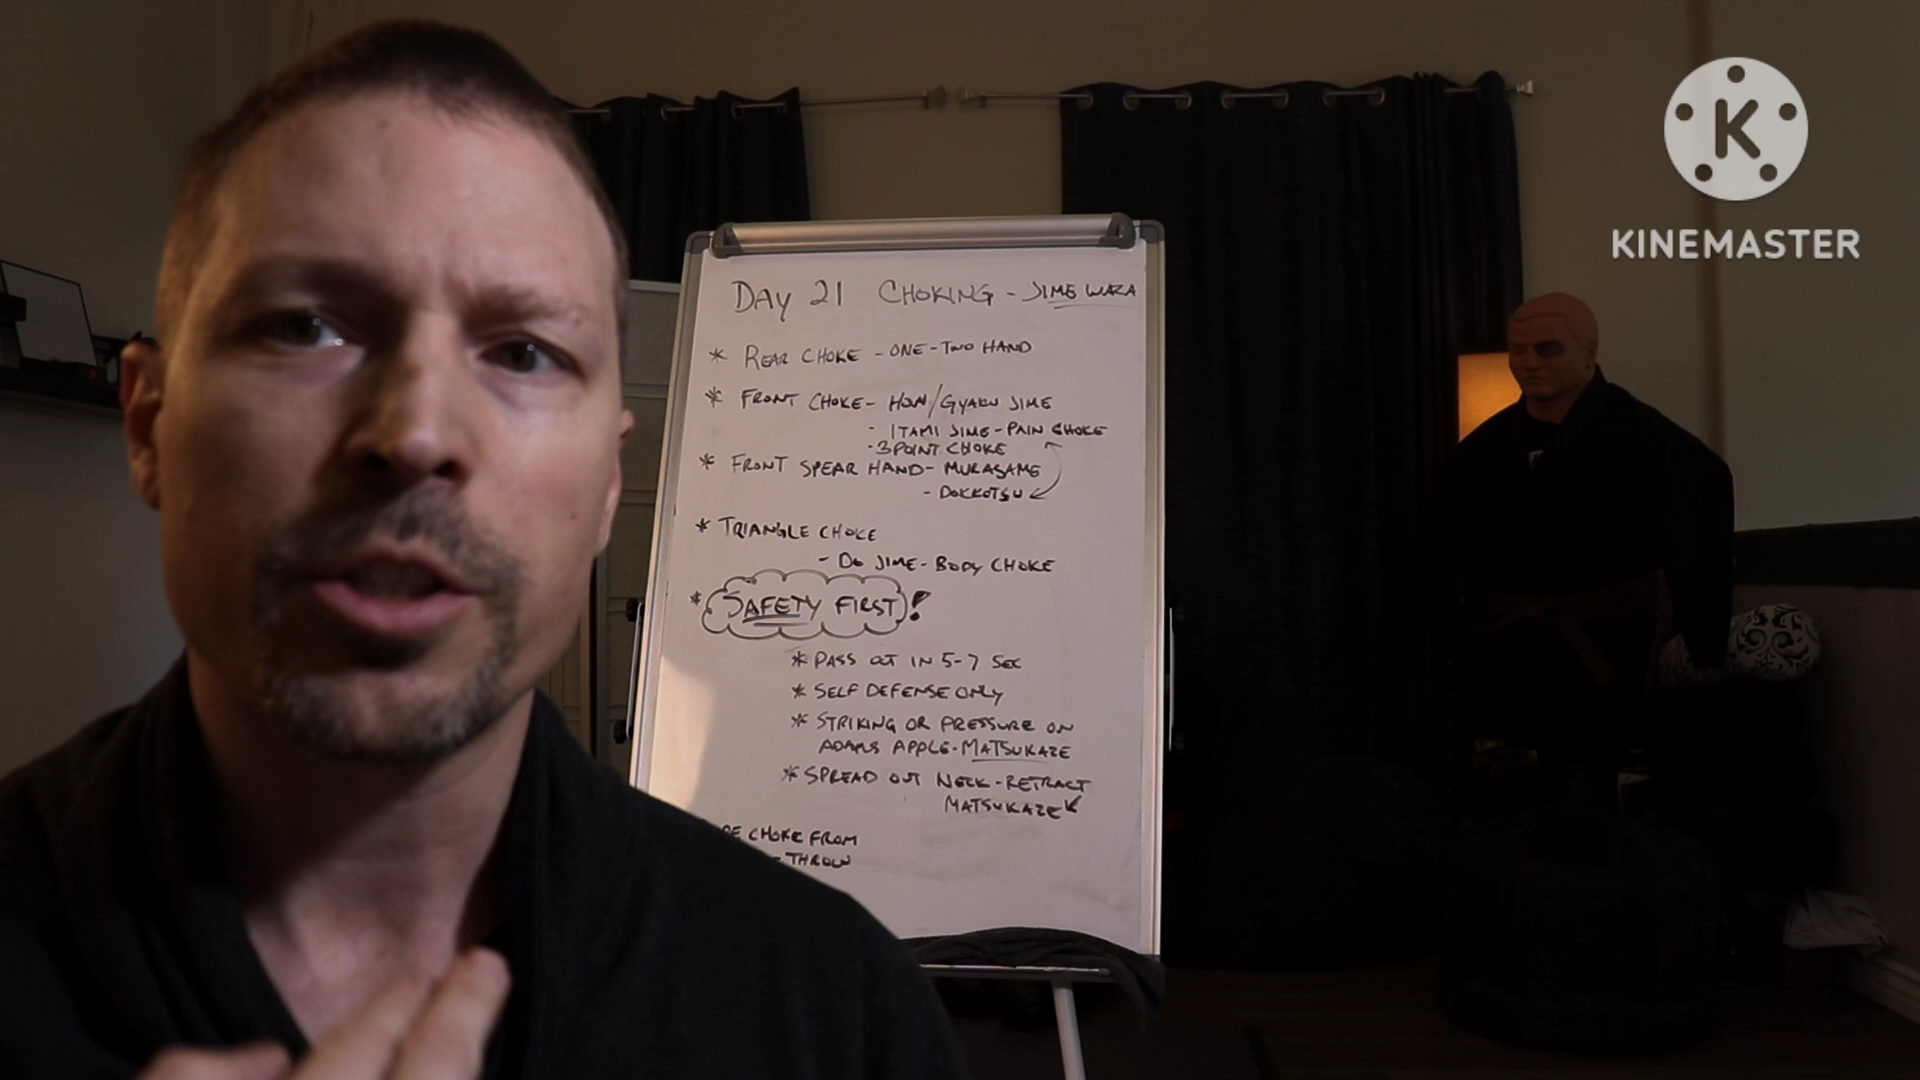 K
KINEMASTER
DAY 21 CHOKING - JIME WAZA
* REAR CHOKE - ONE-TWO HAND
* FRONT CHOKE - HON/GYAKU JIME
- ITAMI JIME - PAIN CHOKE
- 3 POINT CHOKE
* FRONT SPEAR HAND - MURASAME
- DOKKOTSU
* TRIANGLE CHOKE
- DO JIME - BODY CHOKE
* SAFETY FIRST!
* PASS OUT IN 5-7 SEC
* SELF DEFENSE ONLY
* STRIKING OR PRESSURE ON
ADAMS APPLE - MATSUKAZE
* SPREAD OUT NECK - RETRACT
MATSUKAZE
CHOKE FROM
- THROW